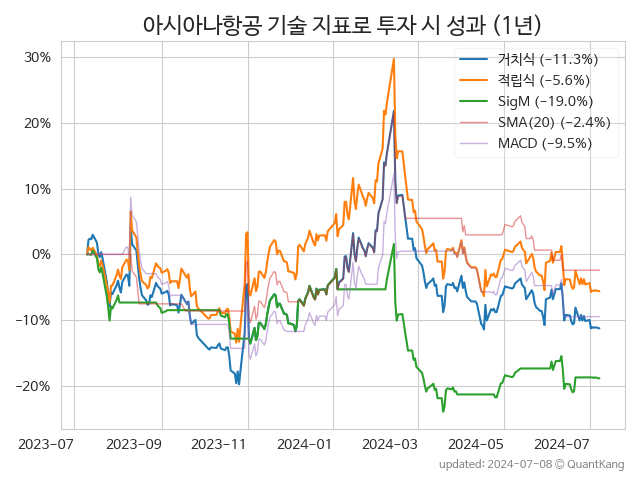 아시아나항공 기술 지표로 투자 시 성과 (1년)
거치식 (−11.3%)
적립식 (−5.6%)
SigM (−19.0%)
SMA(20) (−2.4%)
MACD (−9.5%)
30%
20%
10%
0%
−10%
−20%
2023-07 2023-09 2023-11 2024-01 2024-03 2024-05 2024-07
updated: 2024-07-08 © QuantKang